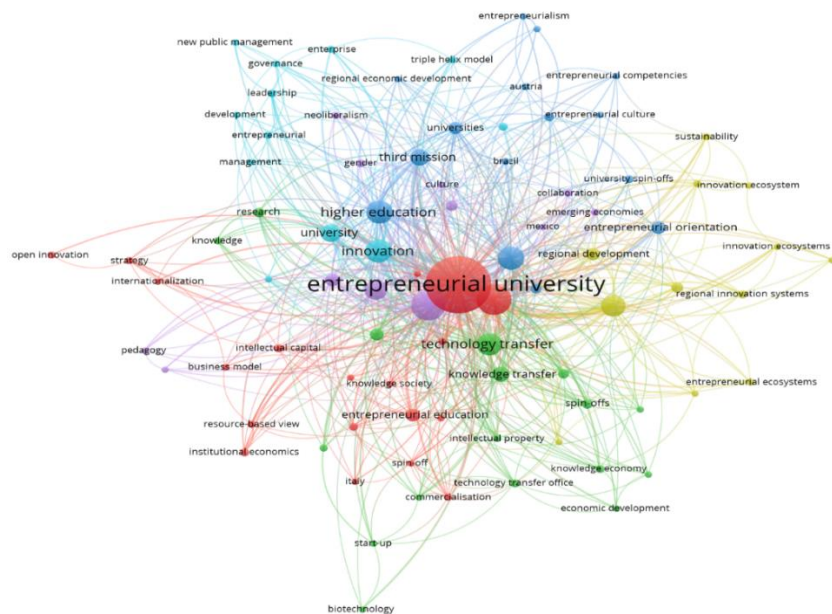 entrepreneurialism
new public management
enterprise
governance
triple helix model
regional economic development
entrepreneurial competencies
leadership
austria
development
neoliberalism
entrepreneurial culture
entrepreneurial
universities
sustainability
management
gender
third mission
brazil
culture
university spin-offs
innovation ecosystem
collaboration
research
higher education
emerging economies
mexico
entrepreneurial orientation
university
knowledge
open innovation
strategy
innovation
regional development
innovation ecosystems
internationalization
entrepreneurial university
regional innovation systems
technology transfer
pedagogy
intellectual capital
business model
knowledge society
knowledge transfer
entrepreneurial ecosystems
spin-offs
entrepreneurial education
resource-based view
intellectual property
institutional economics
spin-off
knowledge economy
italy
technology transfer office
commercialisation
economic development
start-up
biotechnology